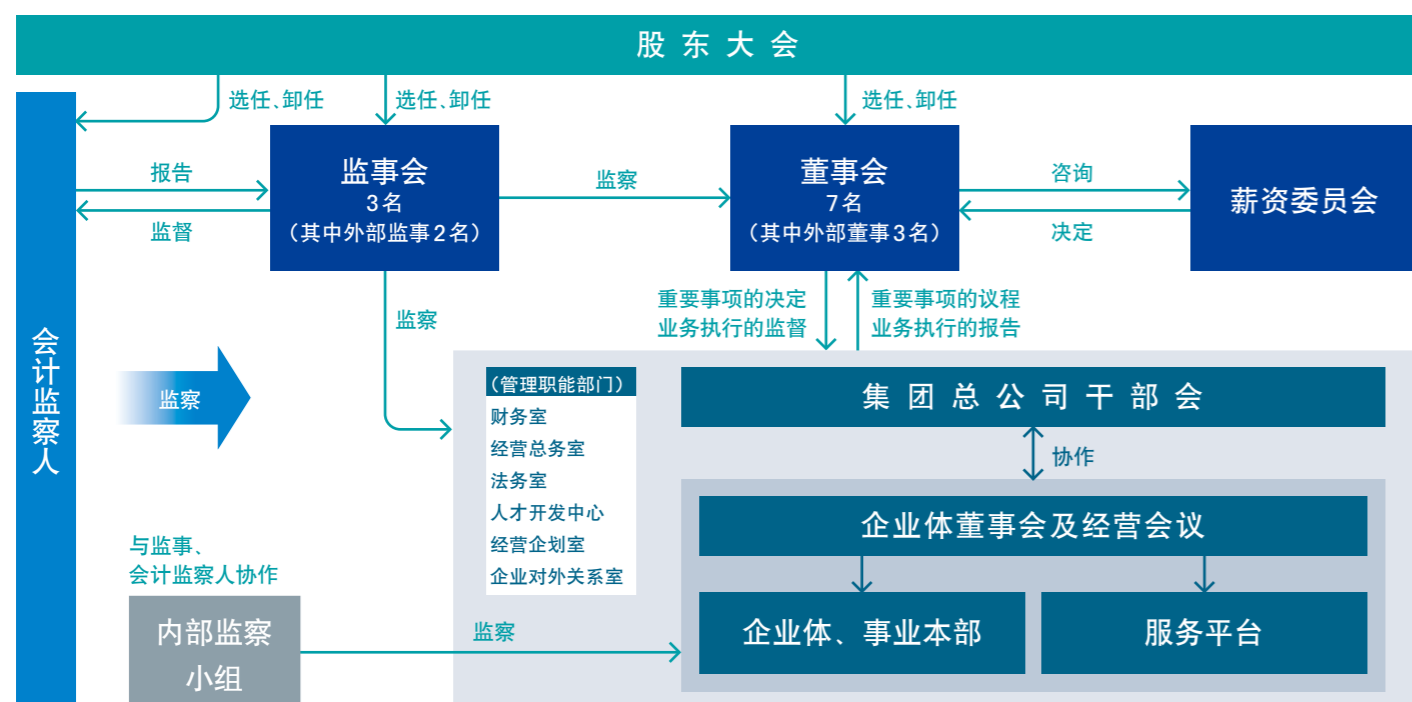 股东大会
选任、卸任
选任、卸任
选任、卸任
会计监察人
报告
监督
监事会
3名
（其中外部监事2名）
监察
董事会
7名
（其中外部董事3名）
咨询
决定
薪资委员会
监察
重要事项的决定
业务执行的监督
重要事项的议程
业务执行的报告
监察
（管理职能部门）
财务室
经营总务室
法务室
人才开发中心
经营企划室
企业对外关系室
集团总公司干部会
协作
企业体董事会及经营会议
企业体、事业本部
服务平台
与监事、
会计监察人协作
内部监察
小组
监察